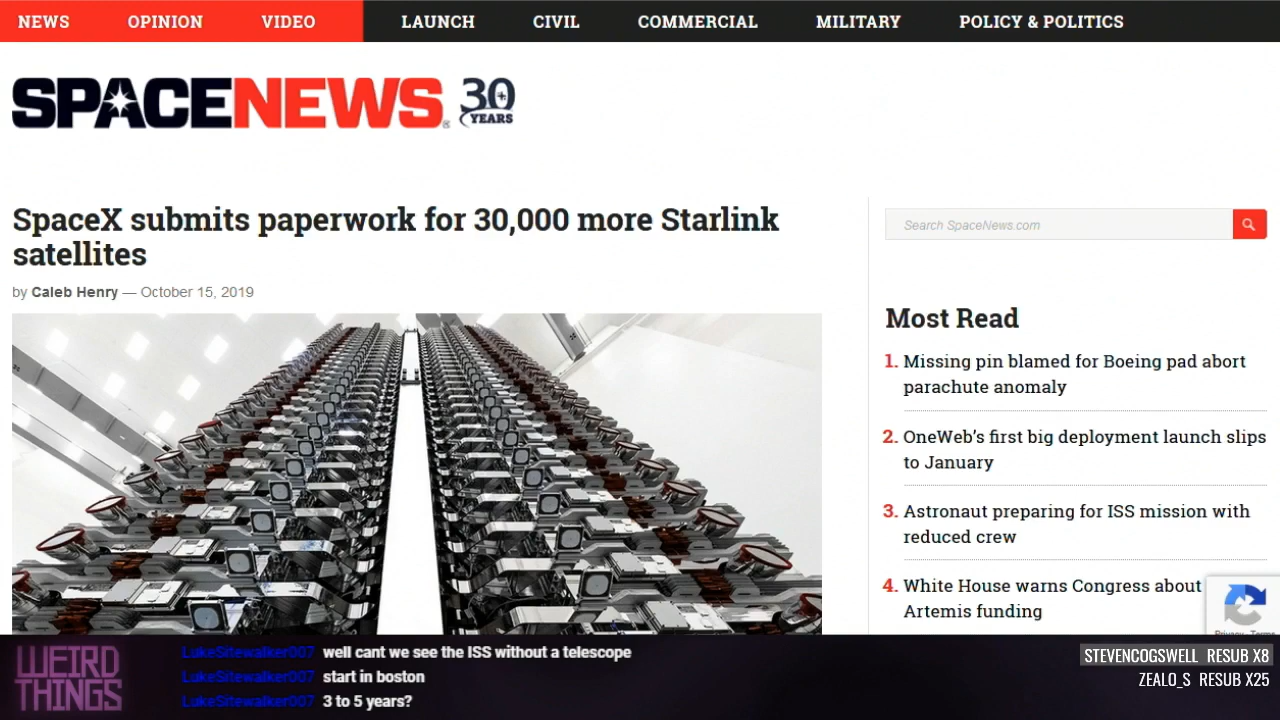 NEWS OPINION VIDEO LAUNCH CIVIL COMMERCIAL MILITARY POLICY & POLITICS
SPACENEWS® 30 YEARS
SpaceX submits paperwork for 30,000 more Starlink
satellites
by Caleb Henry — October 15, 2019
Search SpaceNews.com
Most Read
1. Missing pin blamed for Boeing pad abort
parachute anomaly
2. OneWeb's first big deployment launch slips
to January
3. Astronaut preparing for ISS mission with
reduced crew
4. White House warns Congress about
Artemis funding
Privacy - Terms
WEIRD
THINGS
LukeSitewalker007 well cant we see the ISS without a telescope
LukeSitewalker007 start in boston
LukeSitewalker007 3 to 5 years?
STEVENCOGSWELL RESUB X8
ZEALO_S RESUB X25